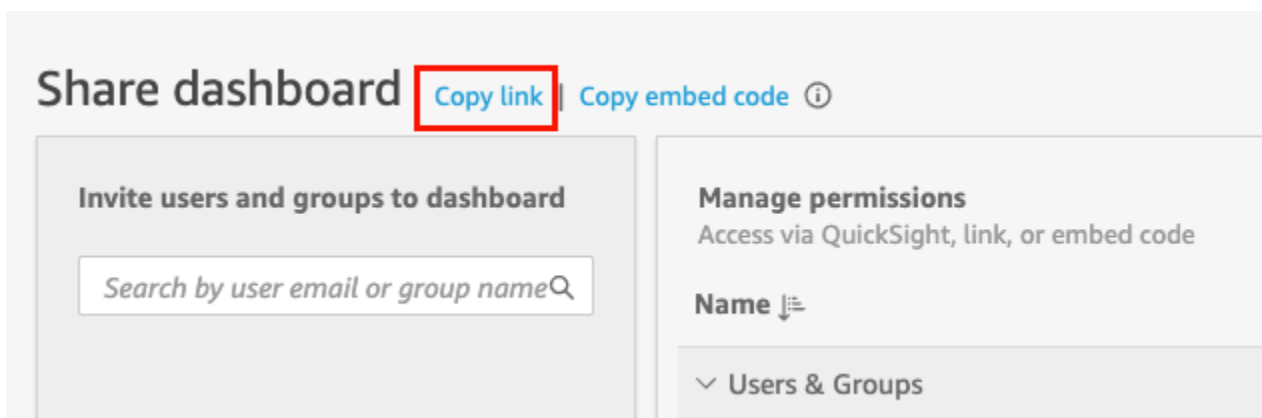 Share dashboard Copy link | Copy embed code
Invite users and groups to dashboard
Search by user email or group name
Manage permissions
Access via QuickSight, link, or embed code
Name
Users & Groups